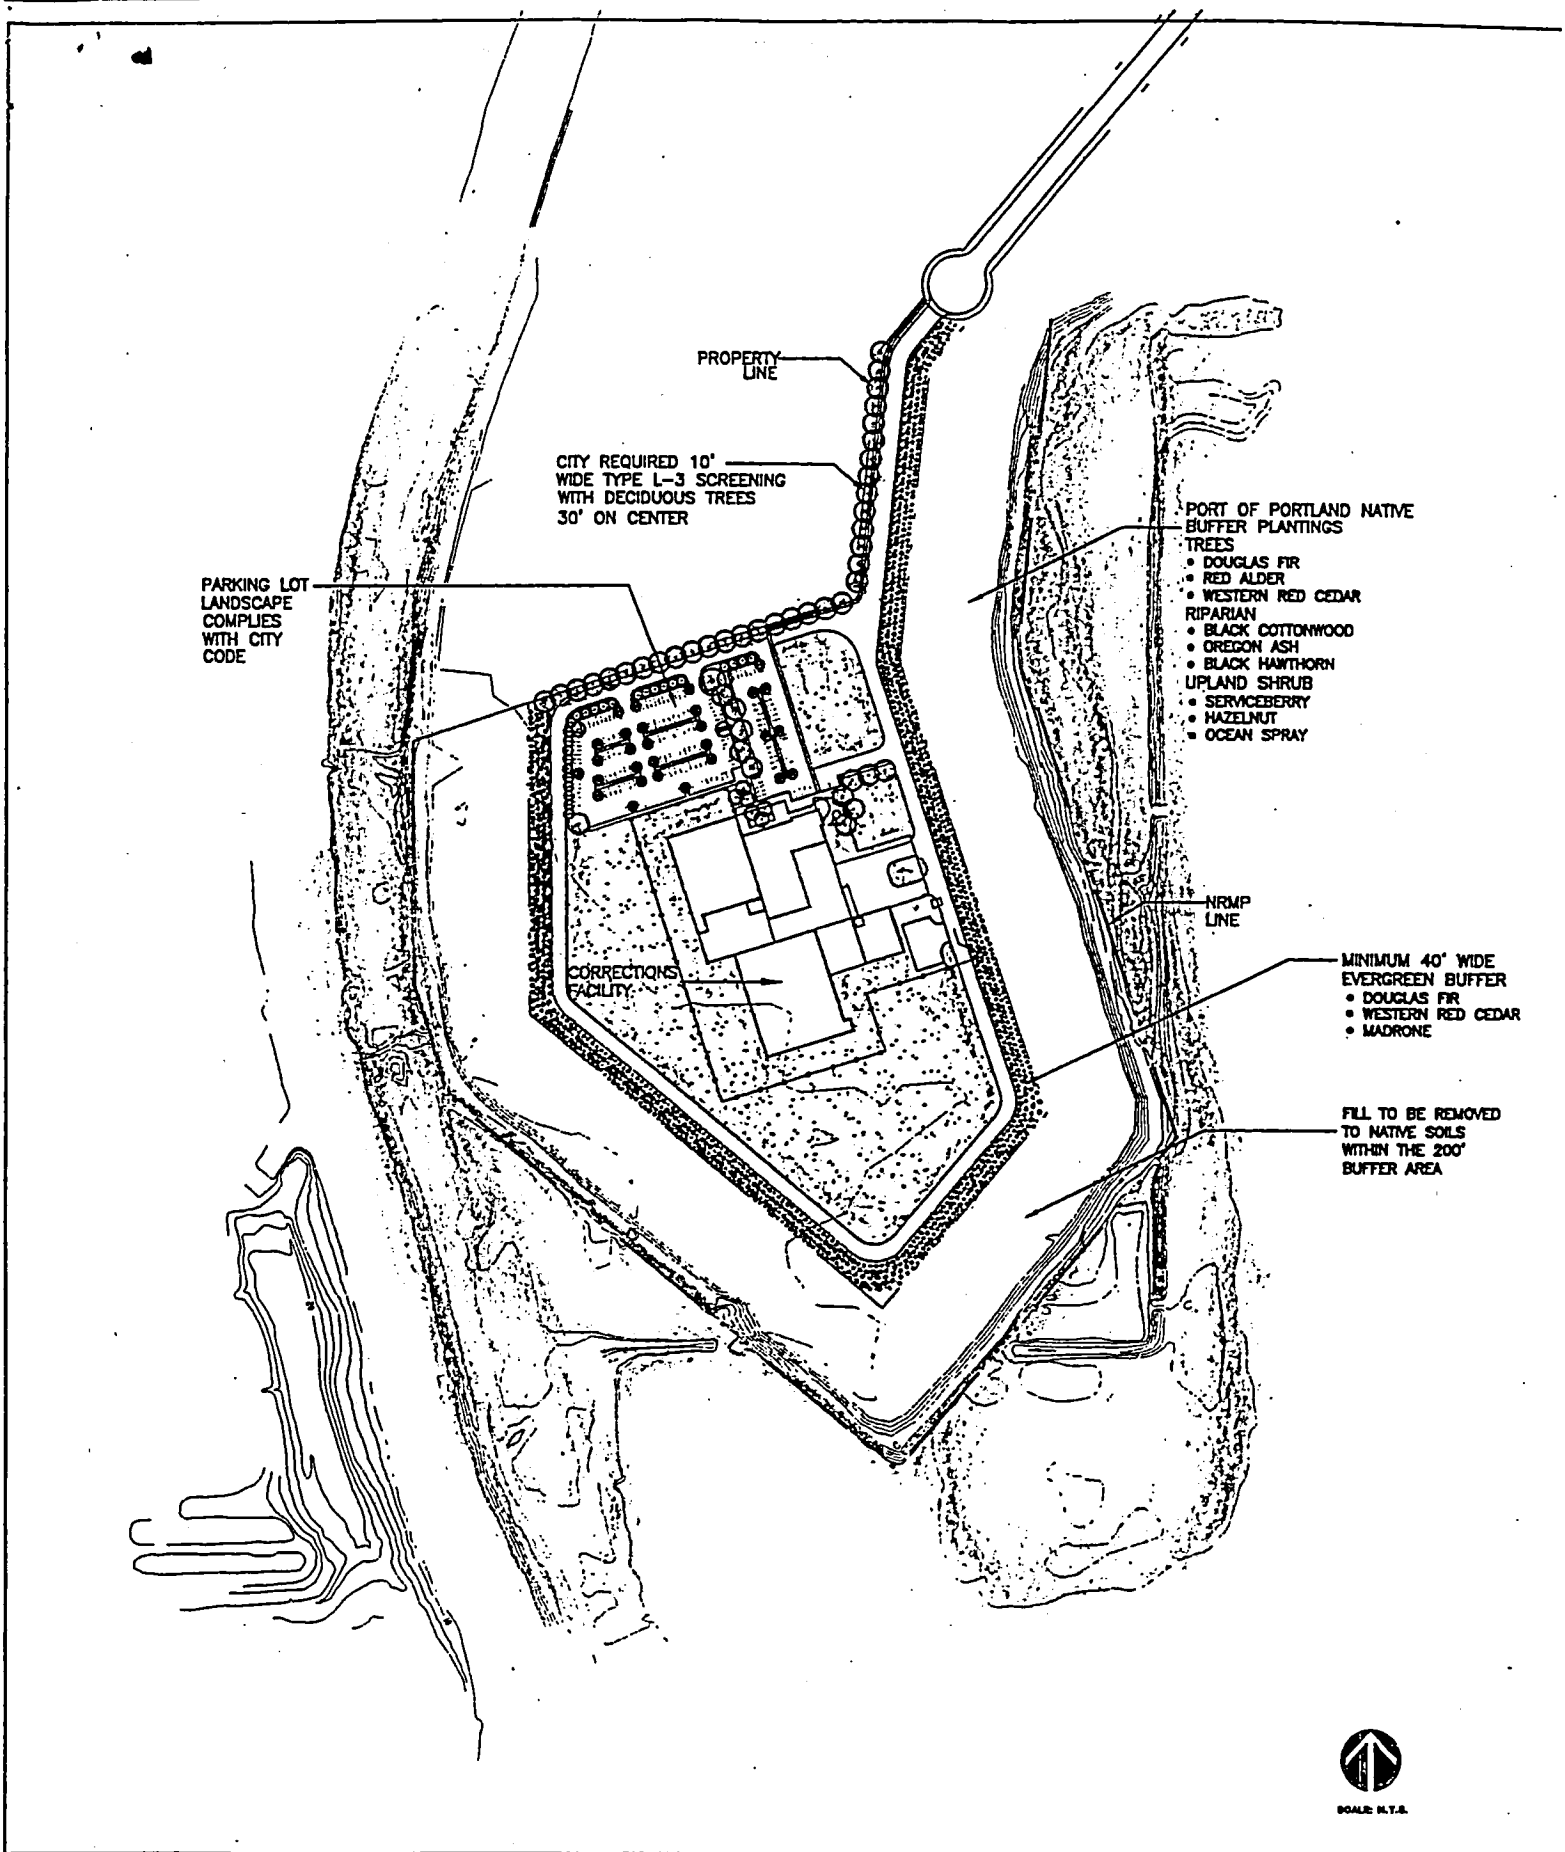 PROPERTY
LINE
CITY REQUIRED 10'
WIDE TYPE L-3 SCREENING
WITH DECIDUOUS TREES
30' ON CENTER
PARKING LOT
LANDSCAPE
COMPLIES
WITH CITY
CODE
PORT OF PORTLAND NATIVE
BUFFER PLANTINGS
TREES
• DOUGLAS FIR
• RED ALDER
• WESTERN RED CEDAR
RIPARIAN
• BLACK COTTONWOOD
• OREGON ASH
• BLACK HAWTHORN
UPLAND SHRUB
• SERVICEBERRY
• HAZELNUT
• OCEAN SPRAY
NRMP
LINE
CORRECTIONS
FACILITY
MINIMUM 40' WIDE
EVERGREEN BUFFER
• DOUGLAS FIR
• WESTERN RED CEDAR
• MADRONE
FILL TO BE REMOVED
TO NATIVE SOILS
WITHIN THE 200'
BUFFER AREA
SCALE: N.T.S.